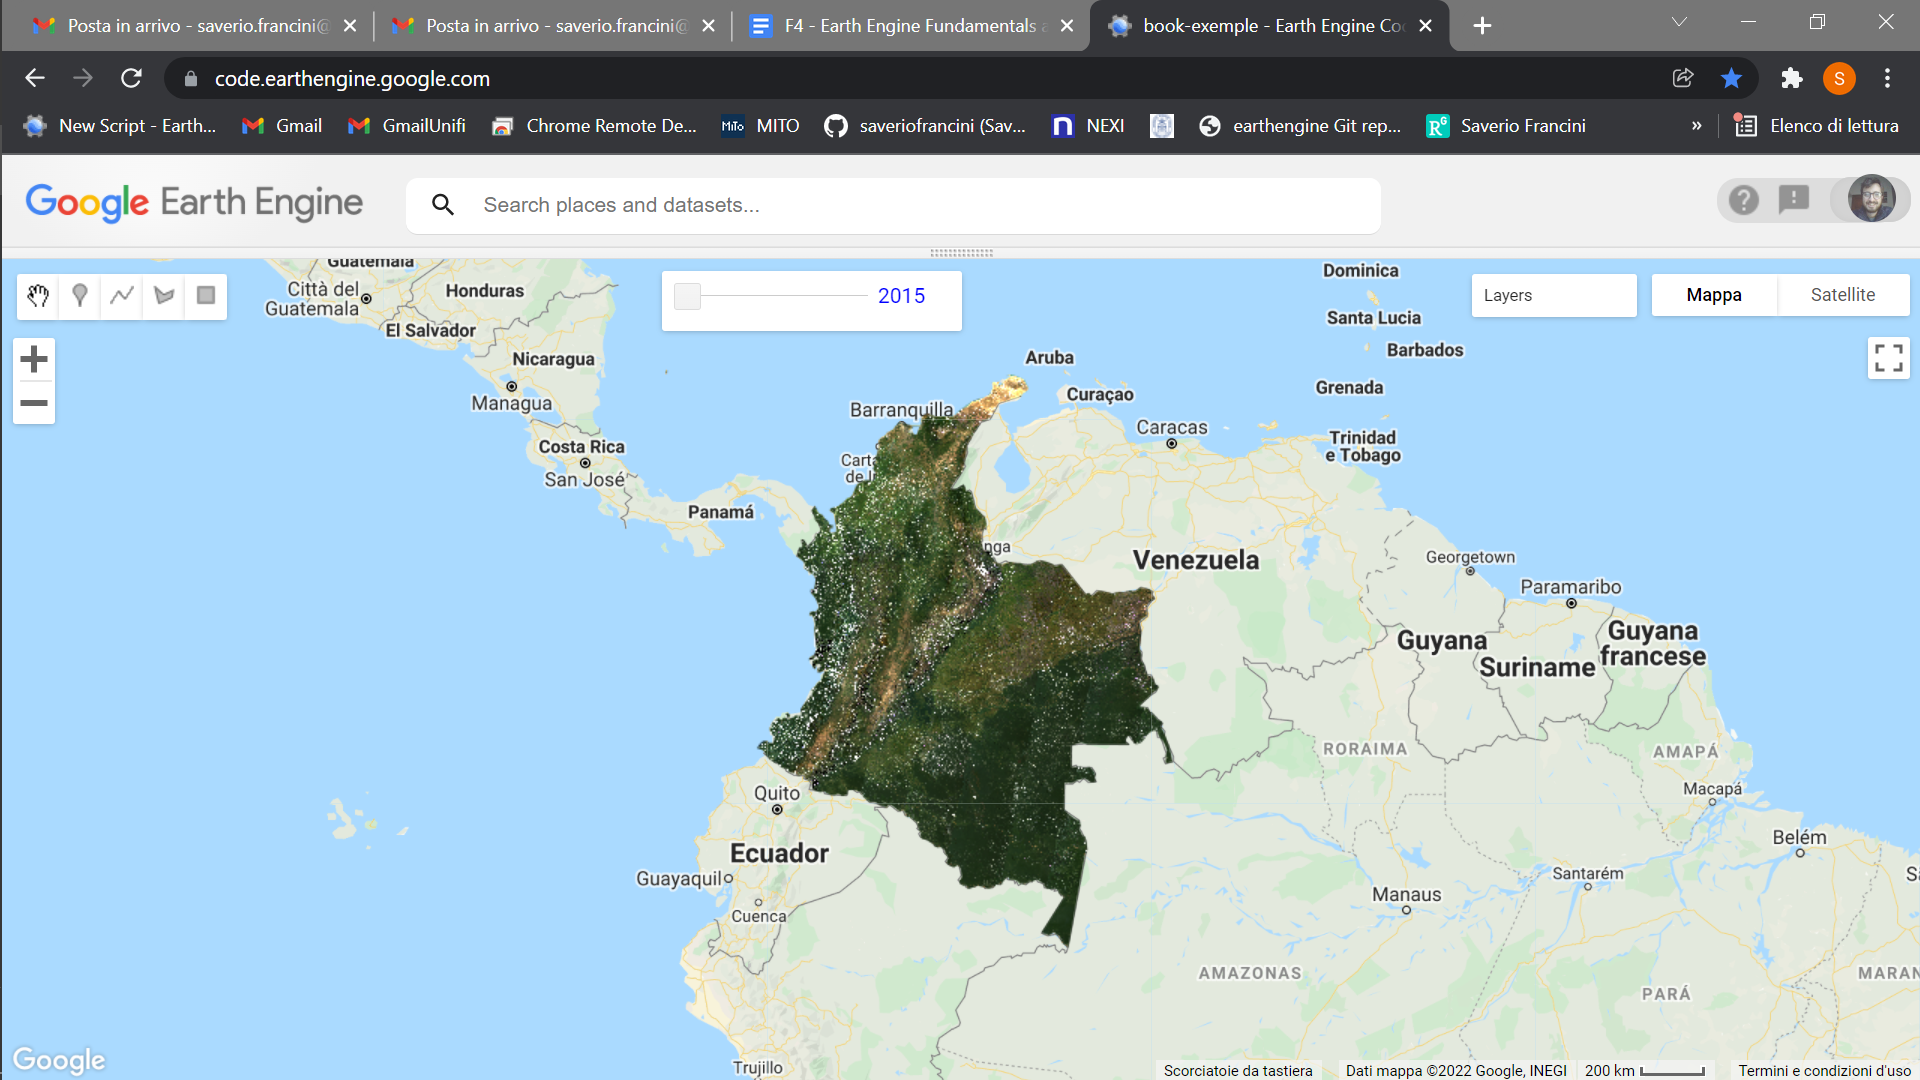 Posta in arrivo - saverio.francini@
Posta in arrivo - saverio.francini@
F4 - Earth Engine Fundamentals a
book-exemple - Earth Engine Co
code.earthengine.google.com
S
New Script - Earth...
Gmail
GmailUnifi
Chrome Remote De...
MiTo
MITO
saveriofrancini (Sav...
NEXI
earthengine Git rep...
Saverio Francini
»
Elenco di lettura
Google Earth Engine
Search places and datasets...
2015
Layers
Mappa
Satellite
Guatemala
Città del
Guatemala
Honduras
El Salvador
Nicaragua
Managua
Costa Rica
San José
Panamá
Dominica
Santa Lucia
Barbados
Grenada
Aruba
Curaçao
Barranquilla
Carta
de I
Caracas
Trinidad
e Tobago
nga
Venezuela
Georgetown
Paramaribo
Guyana
Suriname
Guyana
francese
RORAIMA
AMAPÁ
Macapá
Belém
Quito
Ecuador
Guayaquil
Cuenca
Santarém
Manaus
AMAZONAS
PARÁ
MARAN
Trujillo
Google
Scorciatoie da tastiera
Dati mappa ©2022 Google, INEGI
200 km
Termini e condizioni d'uso